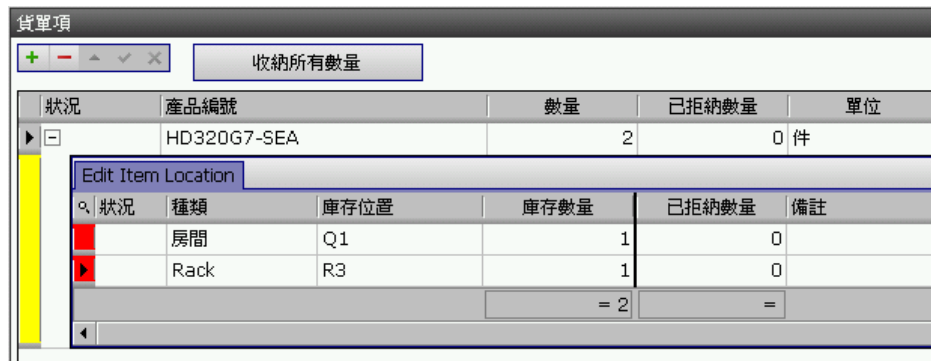 貨單項
收納所有數量
狀況 產品編號 數量 已拒納數量 單位
HD320G7-SEA 2 0 件
Edit Item Location
狀況 種類 庫存位置 庫存數量 已拒納數量 備註
房間 Q1 1 0
Rack R3 1 0
= 2 =